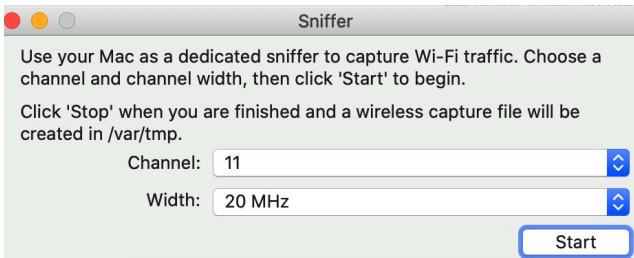 Sniffer
Use your Mac as a dedicated sniffer to capture Wi-Fi traffic. Choose a
channel and channel width, then click 'Start' to begin.
Click 'Stop' when you are finished and a wireless capture file will be
created in /var/tmp.
Channel: 11
Width: 20 MHz
Start